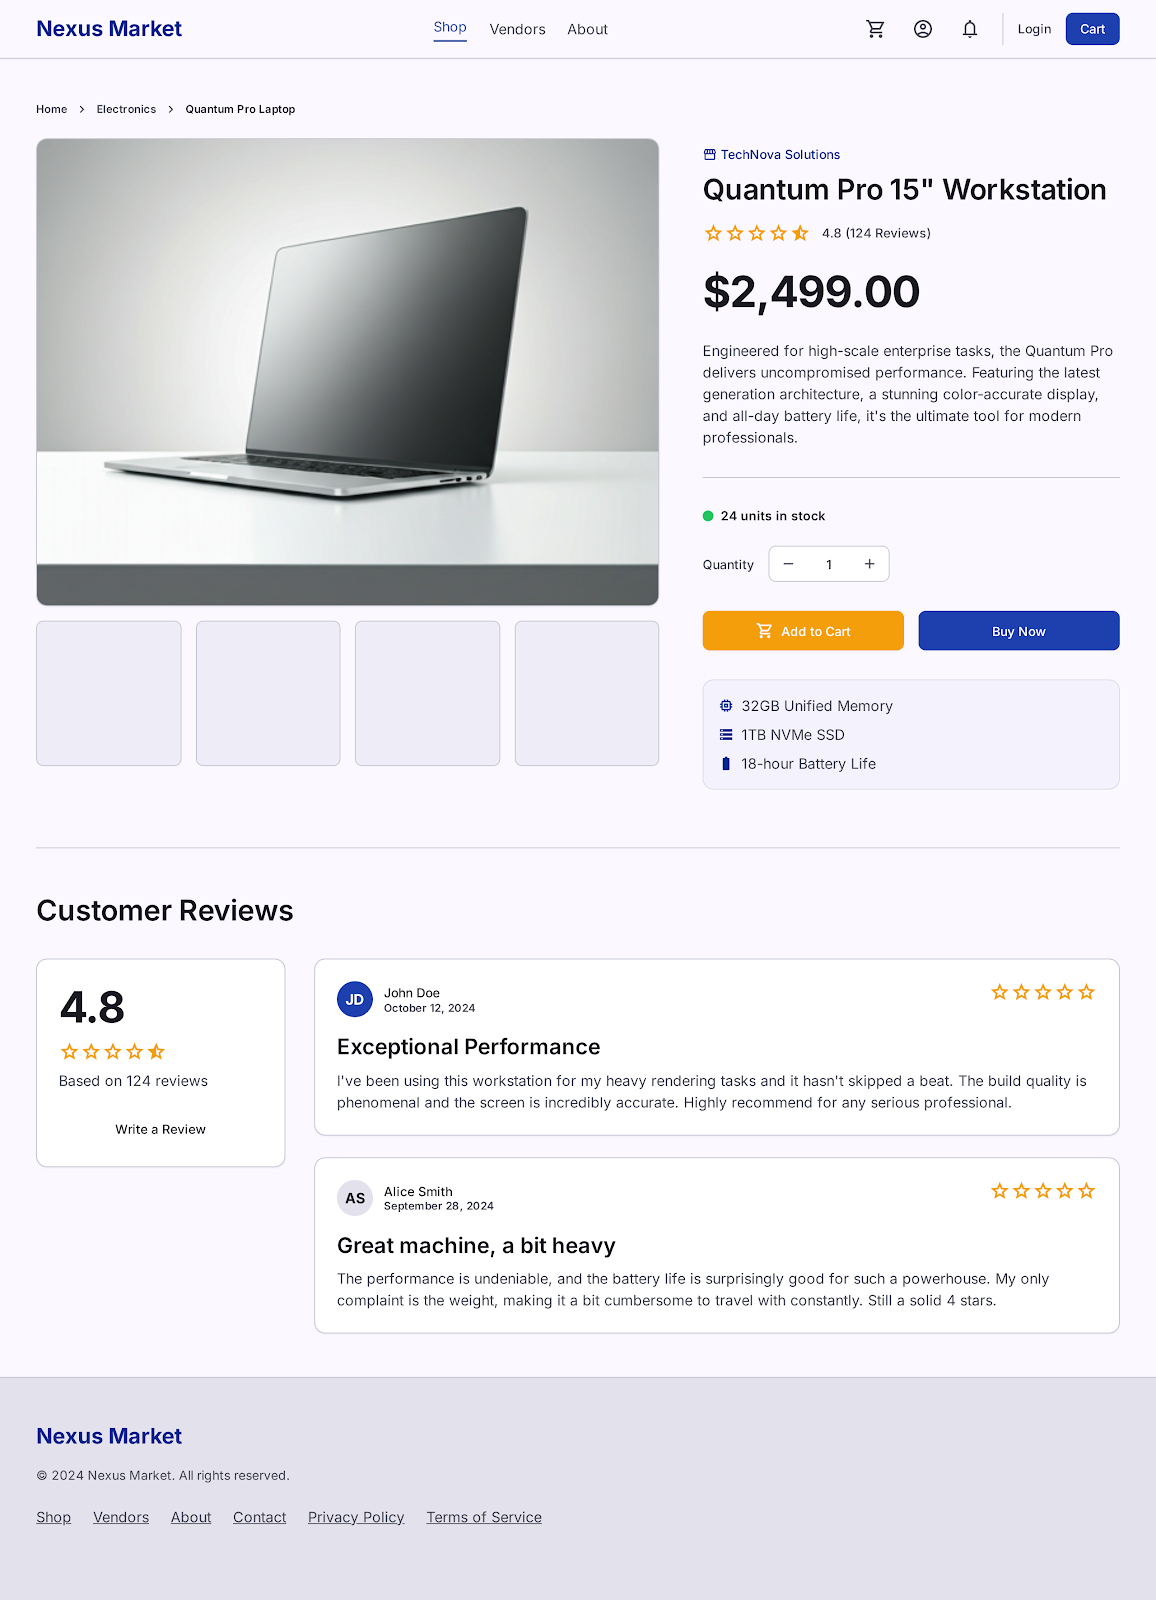 Nexus Market
Shop Vendors About
Login Cart
Home > Electronics > Quantum Pro Laptop
TechNova Solutions
Quantum Pro 15" Workstation
4.8 (124 Reviews)
$2,499.00
Engineered for high-scale enterprise tasks, the Quantum Pro
delivers uncompromised performance. Featuring the latest
generation architecture, a stunning color-accurate display,
and all-day battery life, it's the ultimate tool for modern
professionals.
24 units in stock
Quantity − 1 +
Add to Cart
Buy Now
32GB Unified Memory
1TB NVMe SSD
18-hour Battery Life
Customer Reviews
4.8
Based on 124 reviews
Write a Review
JD
John Doe
October 12, 2024
Exceptional Performance
I've been using this workstation for my heavy rendering tasks and it hasn't skipped a beat. The build quality is
phenomenal and the screen is incredibly accurate. Highly recommend for any serious professional.
AS
Alice Smith
September 28, 2024
Great machine, a bit heavy
The performance is undeniable, and the battery life is surprisingly good for such a powerhouse. My only
complaint is the weight, making it a bit cumbersome to travel with constantly. Still a solid 4 stars.
Nexus Market
© 2024 Nexus Market. All rights reserved.
Shop Vendors About Contact Privacy Policy Terms of Service